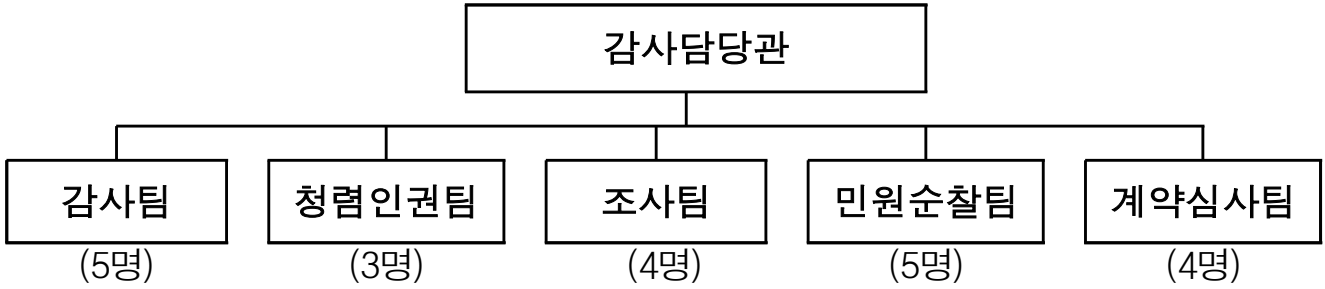 감사담당관
감사팀 청렴인권팀 조사팀 민원순찰팀 계약심사팀
(5명) (3명) (4명) (5명) (4명)